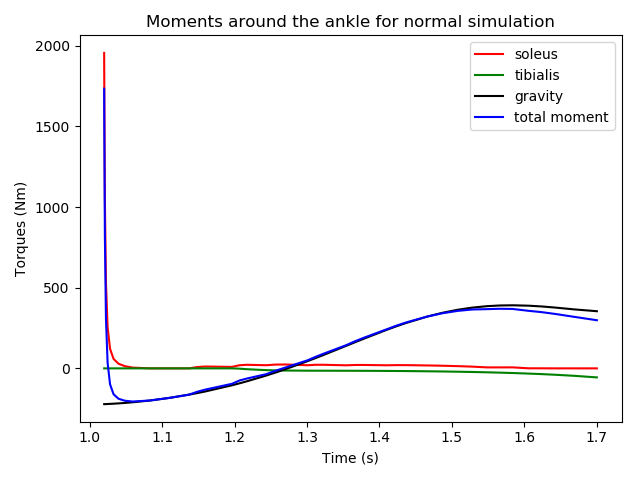 Moments around the ankle for normal simulation
2000
1500
1000
500
0
Torques (Nm)
soleus
tibialis
gravity
total moment
1.0 1.1 1.2 1.3 1.4 1.5 1.6 1.7
Time (s)